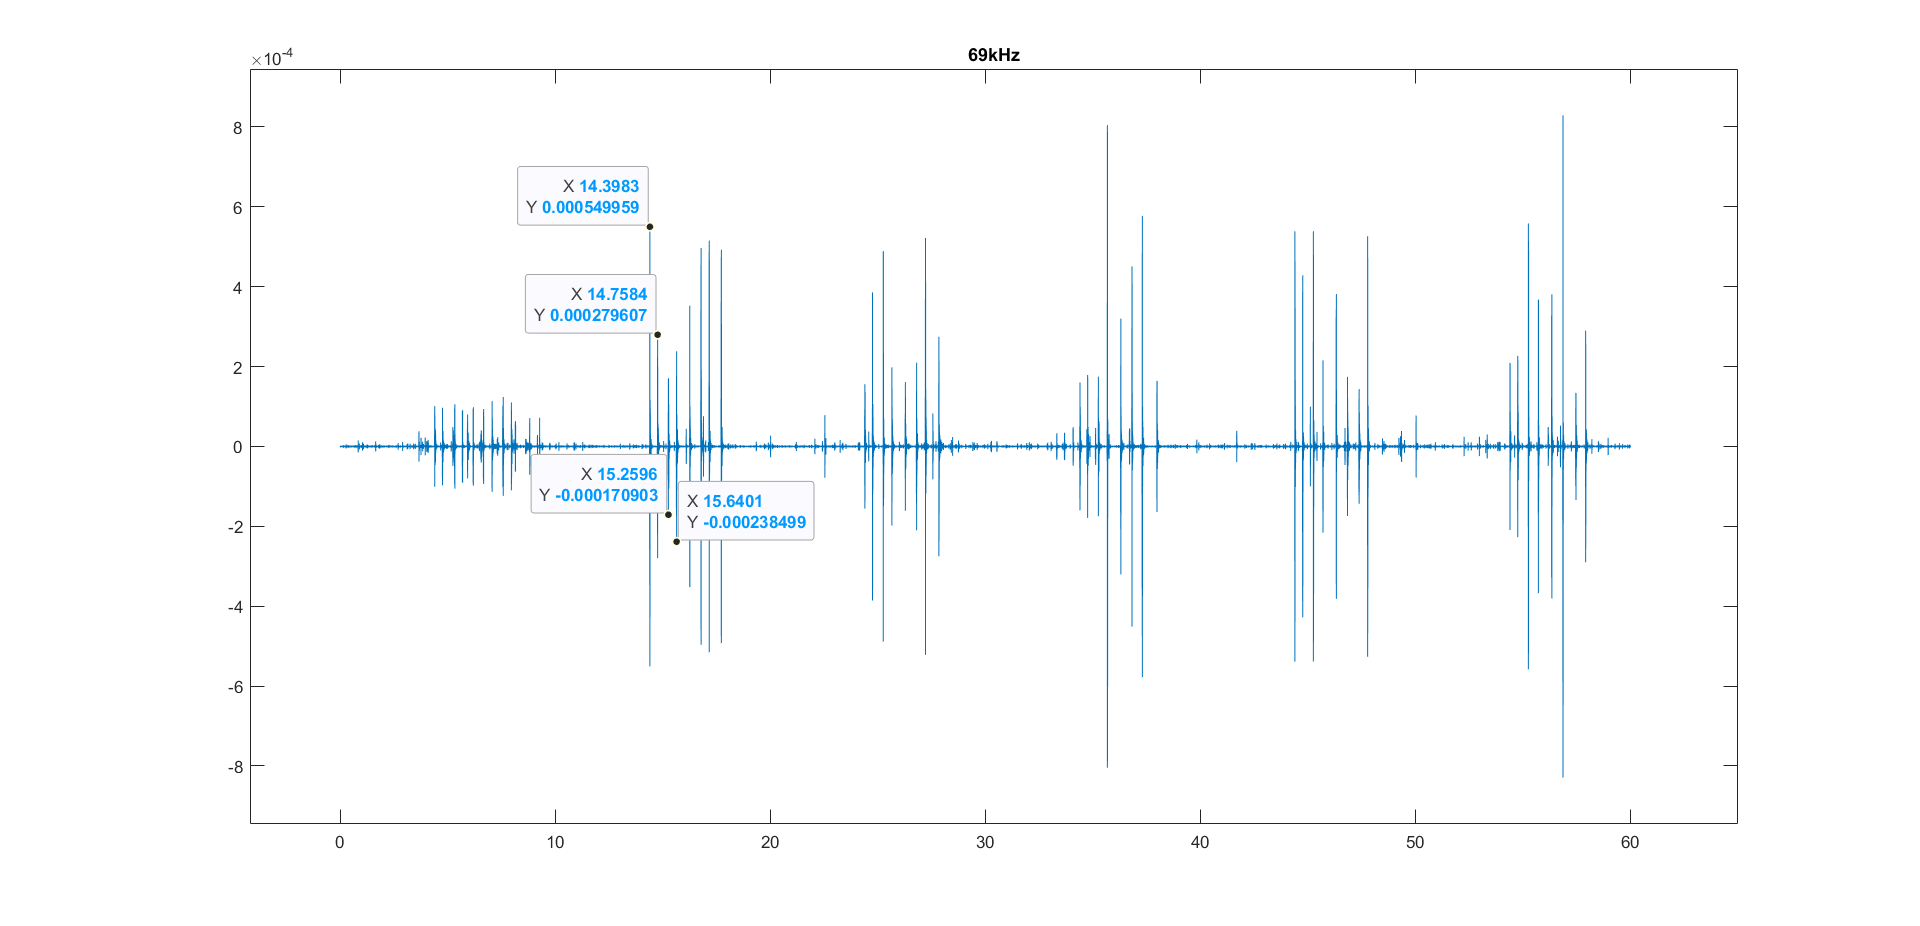 69kHz
×10-4
8
6
4
2
0
-2
-4
-6
-8
X 14.3983
Y 0.000549959
X 14.7584
Y 0.000279607
X 15.2596
Y -0.000170903
X 15.6401
Y -0.000238499
0 10 20 30 40 50 60